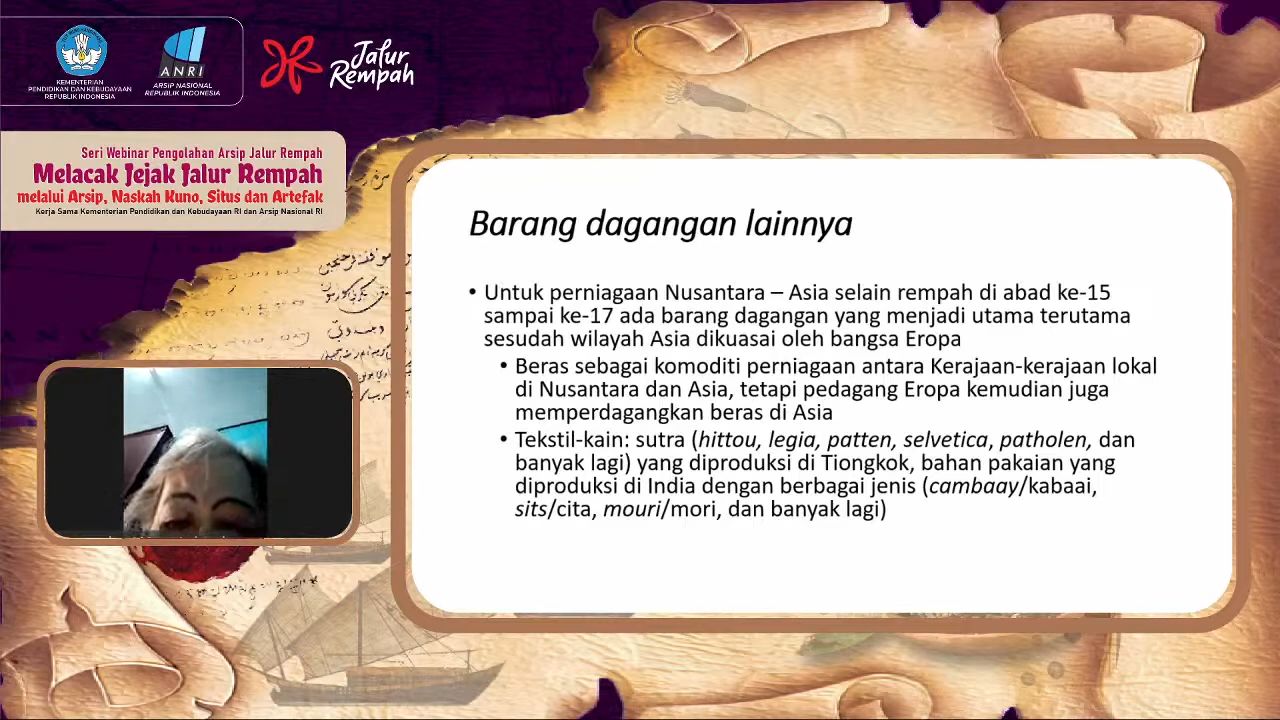 KEMENTERIAN
PENDIDIKAN DAN KEBUDAYAAN
REPUBLIK INDONESIA
ANRI
ARSIP NASIONAL
REPUBLIK INDONESIA
Jalur
Rempah
Seri Webinar Pengolahan Arsip Jalur Rempah
Melacak Jejak Jalur Rempah
melalui Arsip, Naskah Kuno, Situs dan Artefak
Kerja Sama Kementerian Pendidikan dan Kebudayaan RI dan Arsip Nasional RI
Barang dagangan lainnya
• Untuk perniagaan Nusantara – Asia selain rempah di abad ke-15
sampai ke-17 ada barang dagangan yang menjadi utama terutama
sesudah wilayah Asia dikuasai oleh bangsa Eropa
• Beras sebagai komoditi perniagaan antara Kerajaan-kerajaan lokal
di Nusantara dan Asia, tetapi pedagang Eropa kemudian juga
memperdagangkan beras di Asia
• Tekstil-kain: sutra (hittou, legia, patten, selvetica, patholen, dan
banyak lagi) yang diproduksi di Tiongkok, bahan pakaian yang
diproduksi di India dengan berbagai jenis (cambaay/kabaai,
sits/cita, mouri/mori, dan banyak lagi)